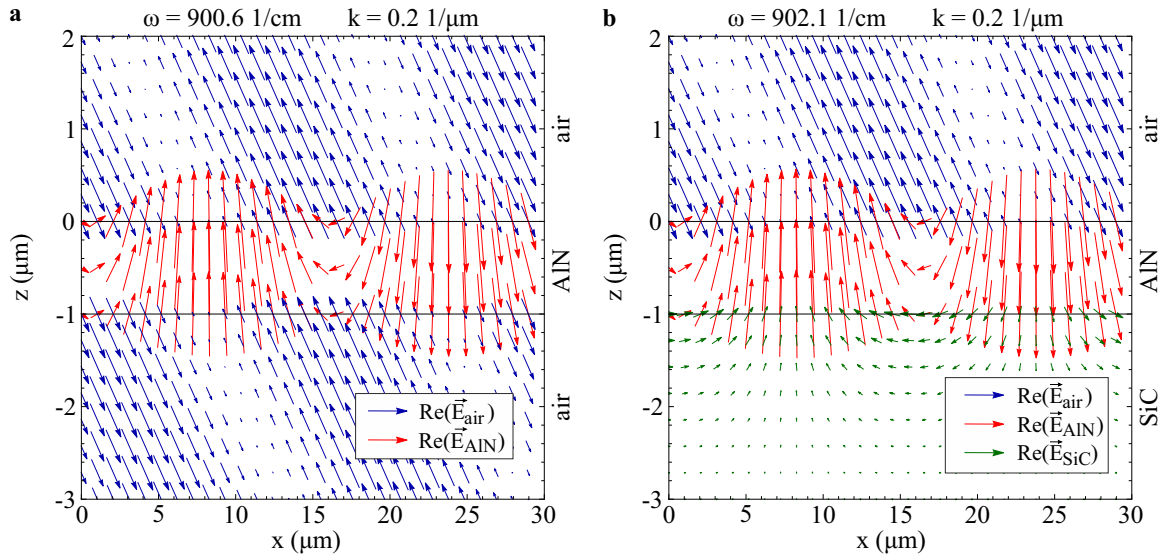 a
ω = 900.6 1/cm k = 0.2 1/μm
2
1
0
-1
-2
-3
z (μm)
air
AlN
air
Re(E⃗air)
Re(E⃗AlN)
0 5 10 15 20 25 30
x (μm)
b
ω = 902.1 1/cm k = 0.2 1/μm
2
1
0
-1
-2
-3
z (μm)
air
AlN
SiC
Re(E⃗air)
Re(E⃗AlN)
Re(E⃗SiC)
0 5 10 15 20 25 30
x (μm)